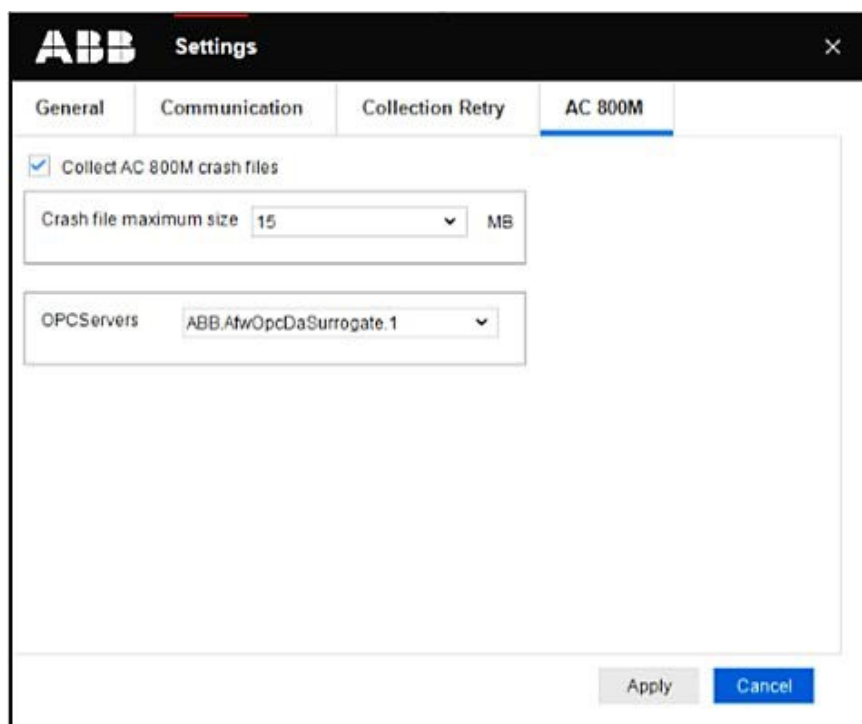 ABB Settings
General Communication Collection Retry AC 800M
Collect AC 800M crash files
Crash file maximum size 15 MB
OPCServers ABB.AfwOpcDaSurrogate.1
Apply Cancel